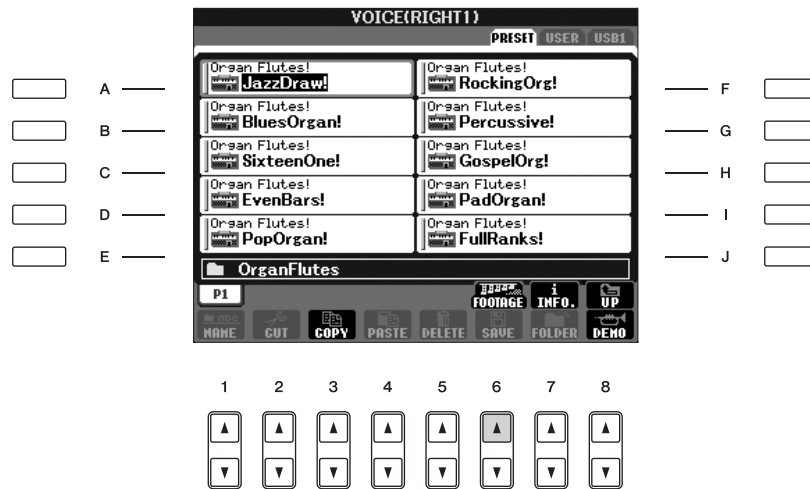 VOICE(RIGHT1)
PRESET USER USB1
Organ Flutes!
JazzDraw!
Organ Flutes!
RockingOrg!
Organ Flutes!
BluesOrgan!
Organ Flutes!
Percussive!
Organ Flutes!
SixteenOne!
Organ Flutes!
GospelOrg!
Organ Flutes!
EvenBars!
Organ Flutes!
PadOrgan!
Organ Flutes!
PopOrgan!
Organ Flutes!
FullRanks!
OrganFlutes
P1
FOOTAGE
i
INFO.
UP
abc
NAME CUT COPY PASTE DELETE SAVE FOLDER DEMO
A
B
C
D
E
F
G
H
I
J
1 2 3 4 5 6 7 8